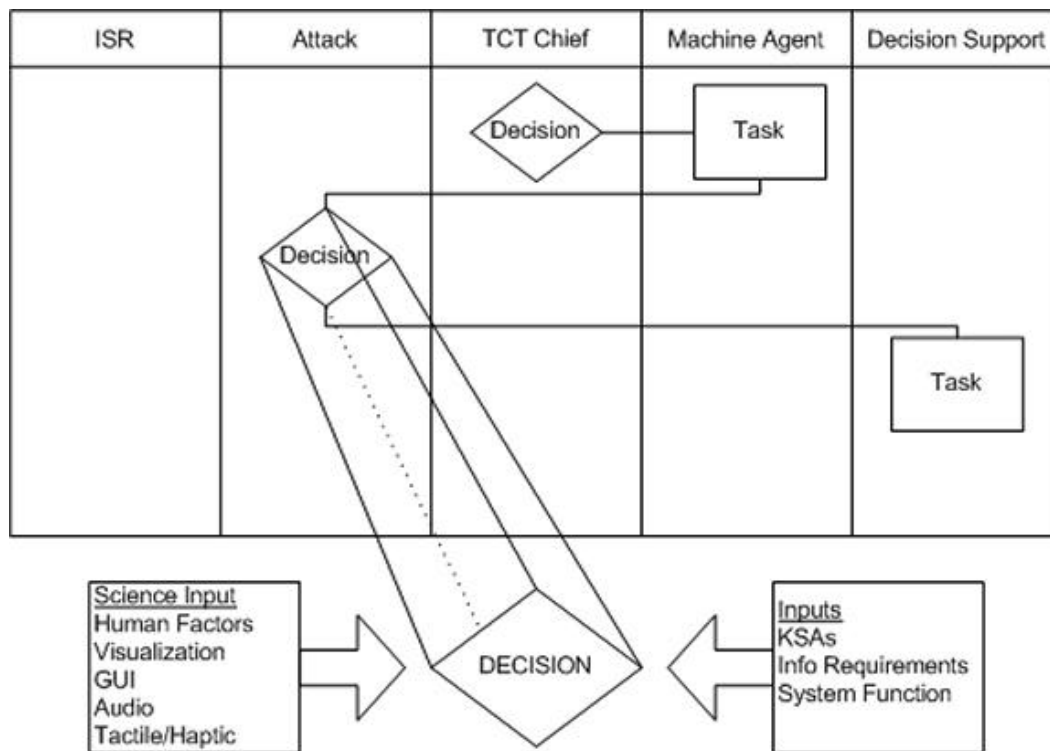 ISR
Attack
TCT Chief
Machine Agent
Decision Support
Decision
Task
Decision
Task
Science Input
Human Factors
Visualization
GUI
Audio
Tactile/Haptic
DECISION
Inputs
KSAs
Info Requirements
System Function